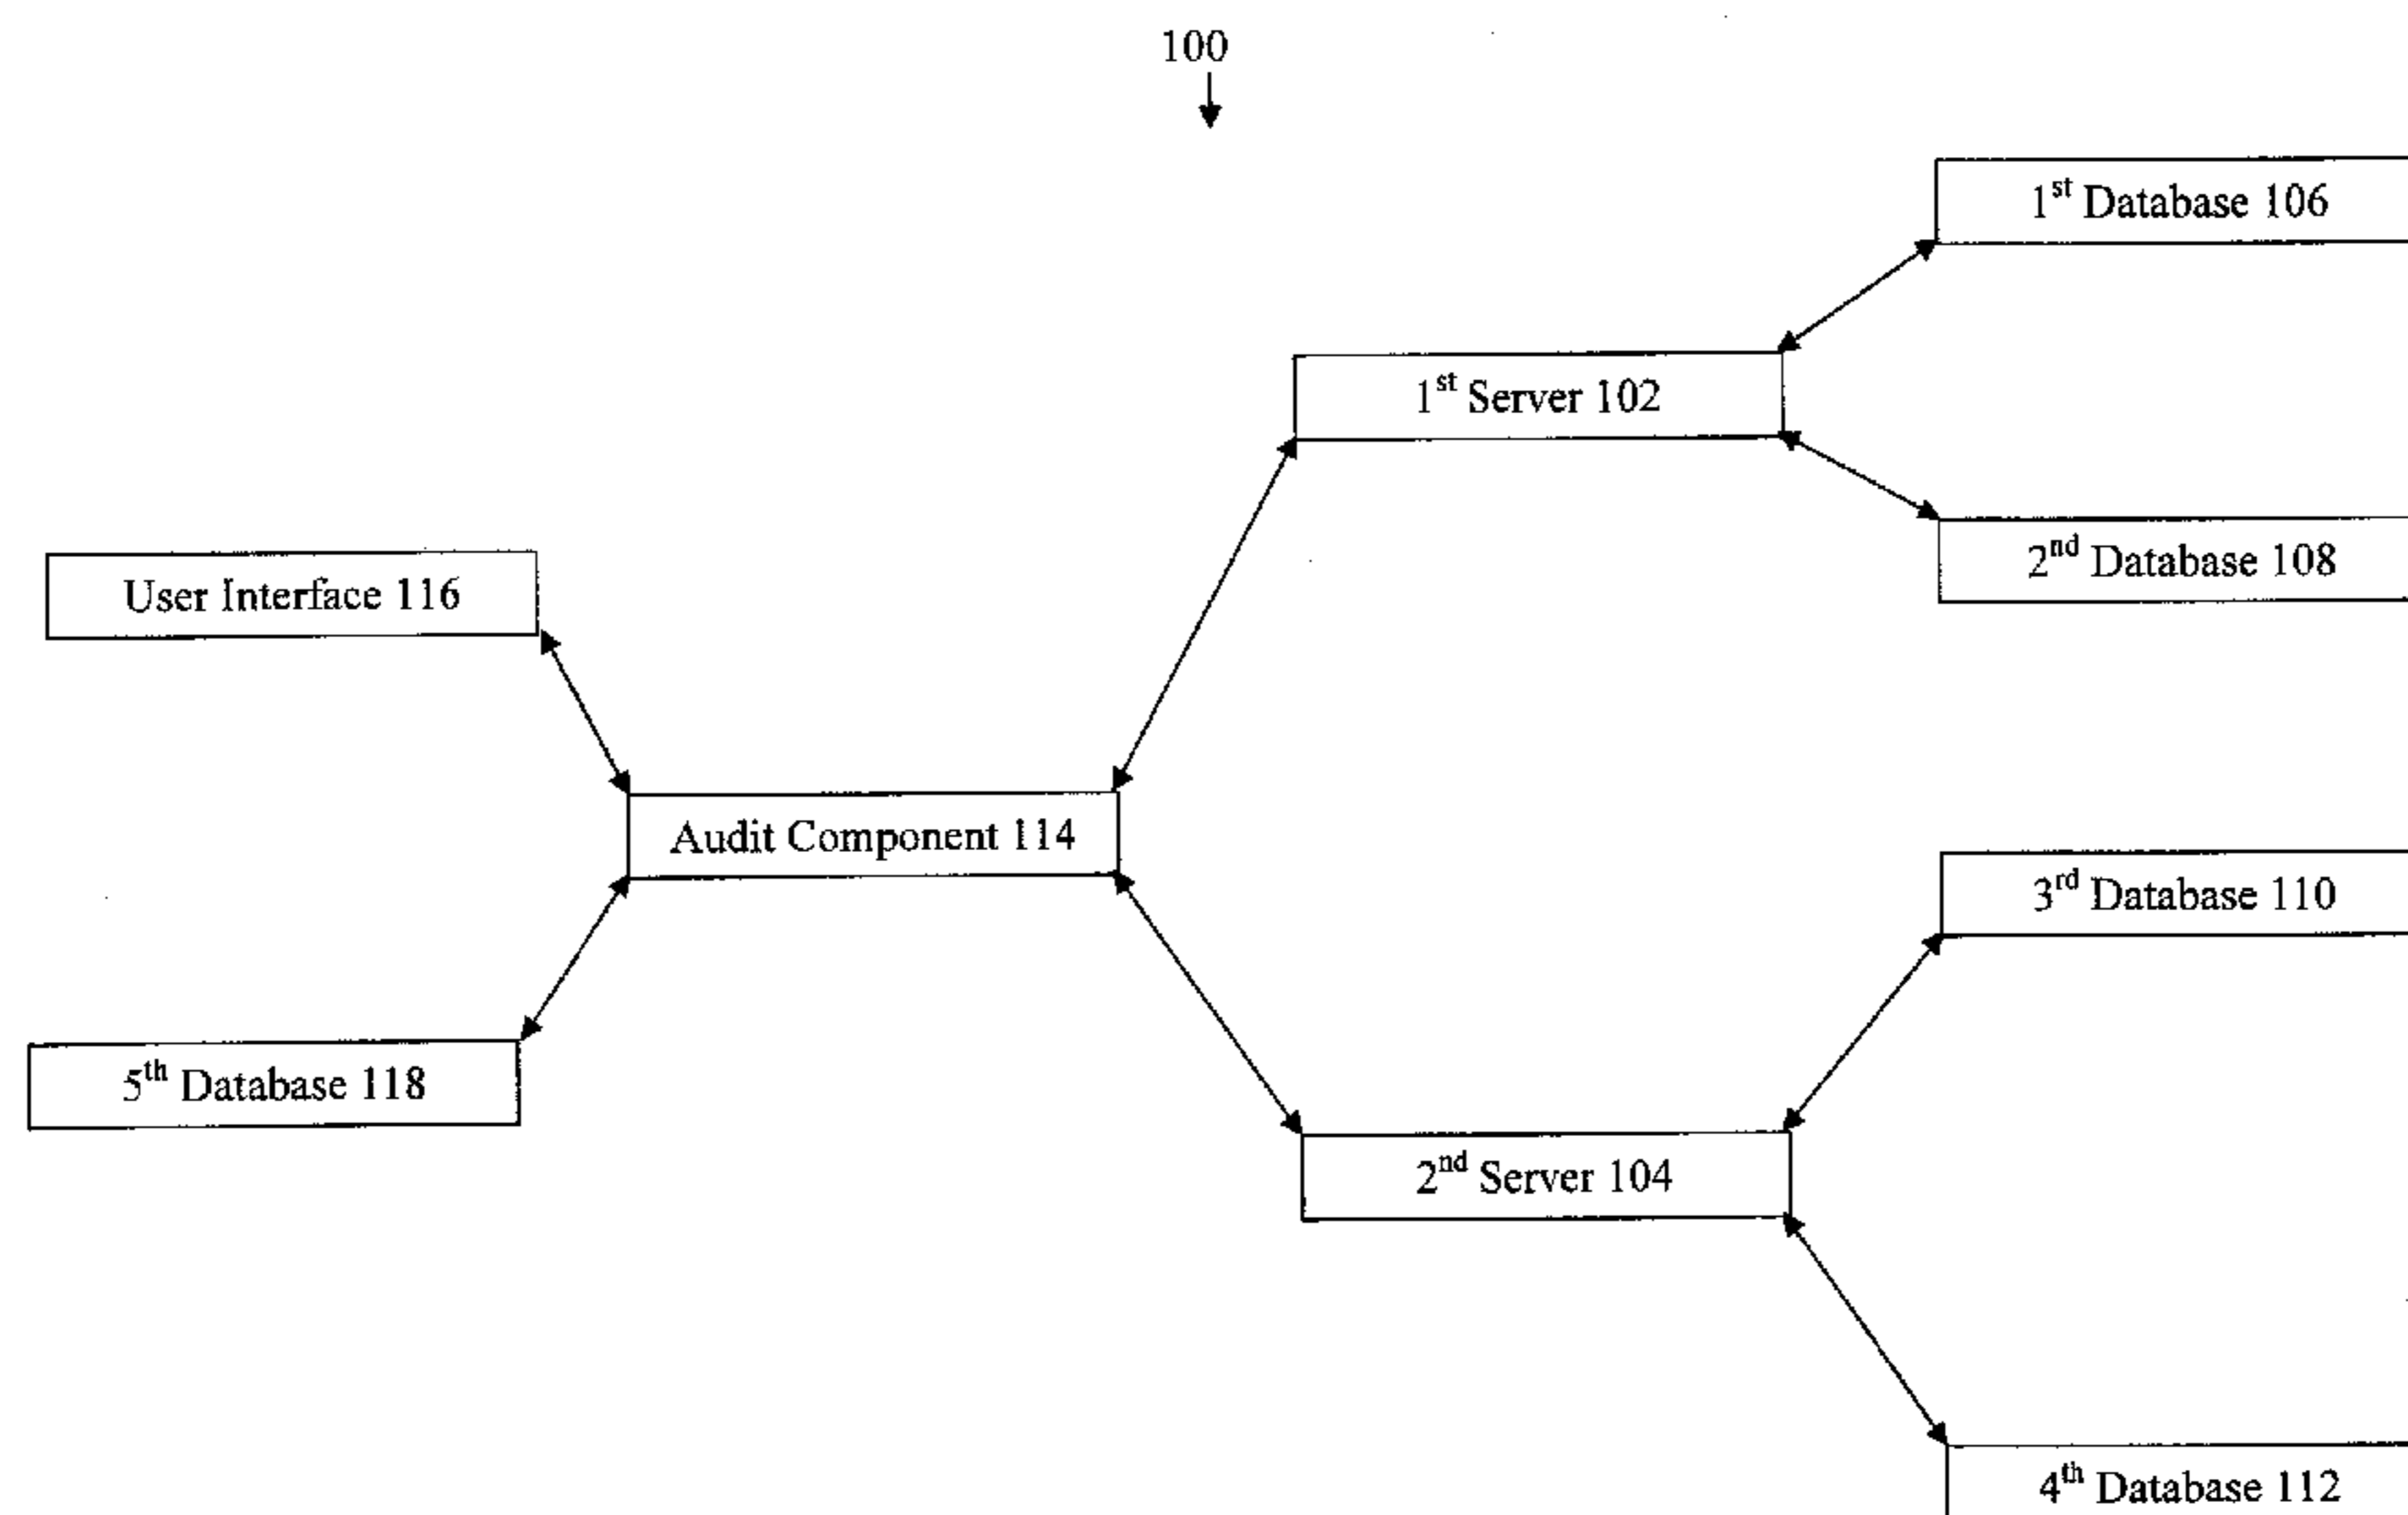 100
1st Database 106
1st Server 102
2nd Database 108
User Interface 116
Audit Component 114
3rd Database 110
5th Database 118
2nd Server 104
4th Database 112